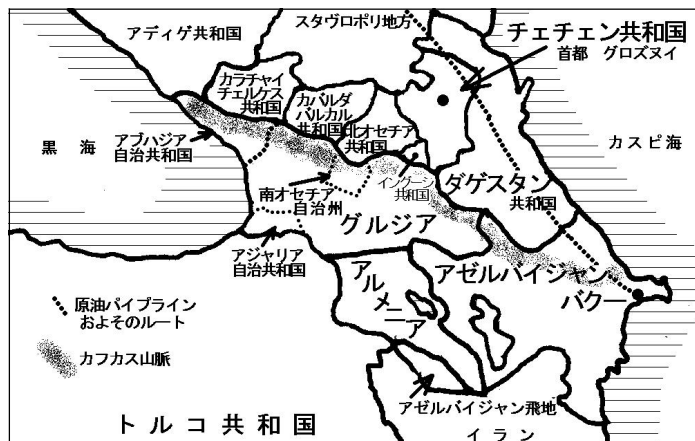 アディゲ共和国
スタヴロポリ地方
チェチェン共和国
首都 グロズヌイ
カラチャイ
チェルケス
共和国
カバルダ
バルカル
共和国
北オセチア
共和国
黒海
アブハジア
自治共和国
カスピ海
イングーシ
共和国
ダゲスタン
共和国
南オセチア
自治州
グルジア
アジャリア
自治共和国
アルメニア
アゼルバイジャン
バクー
原油パイプライン
およそのルート
カフカス山脈
アゼルバイジャン飛地
トルコ共和国
イラン